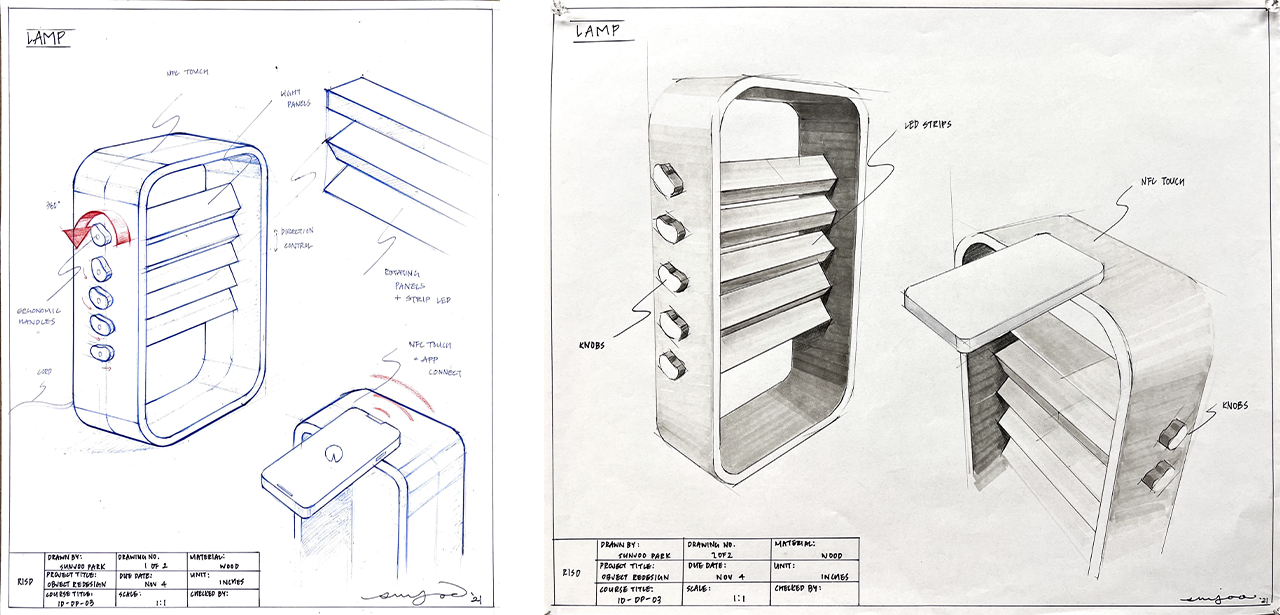 LAMP
NFC TOUCH
LIGHT
PANELS
360°
DIRECTION
CONTROL
ROTATING
PANELS
+ STRIP LED
ERGONOMIC
HANDLES
CORD
NFC TOUCH
+ APP
CONNECT
RISD
DRAWN BY:
SUNWOO PARK
DRAWING NO.
1 OF 2
MATERIAL:
WOOD
PROJECT TITLE:
OBJECT REDESIGN
DUE DATE:
NOV 4
UNIT:
INCHES
COURSE TITLE:
ID-DP-03
SCALE:
1:1
CHECKED BY:
'21
LAMP
LED STRIPS
NFC TOUCH
KNOBS
KNOBS
RISD
DRAWN BY:
SUNWOO PARK
DRAWING NO.
2 OF 2
MATERIAL:
WOOD
PROJECT TITLE:
OBJECT REDESIGN
DUE DATE:
NOV 4
UNIT:
INCHES
COURSE TITLE:
ID-DP-03
SCALE:
1:1
CHECKED BY:
'21